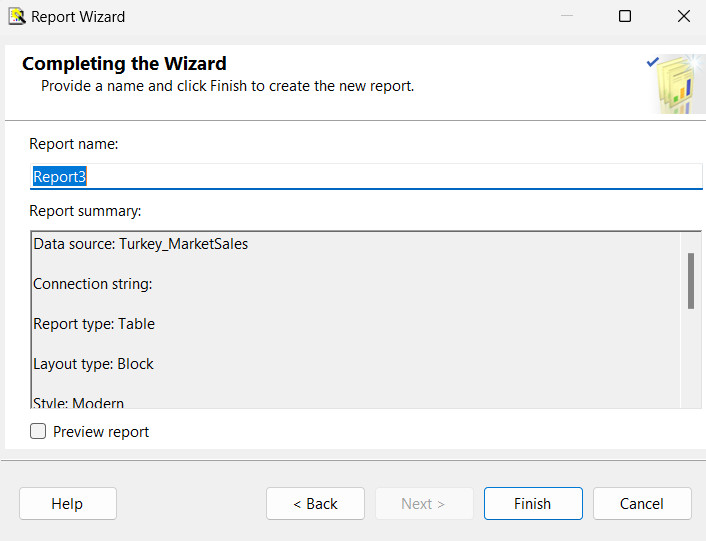 Report Wizard
Completing the Wizard
Provide a name and click Finish to create the new report.
Report name:
Report3
Report summary:
Data source: Turkey_MarketSales
Connection string:
Report type: Table
Layout type: Block
Style: Modern
Preview report
Help
< Back
Next >
Finish
Cancel